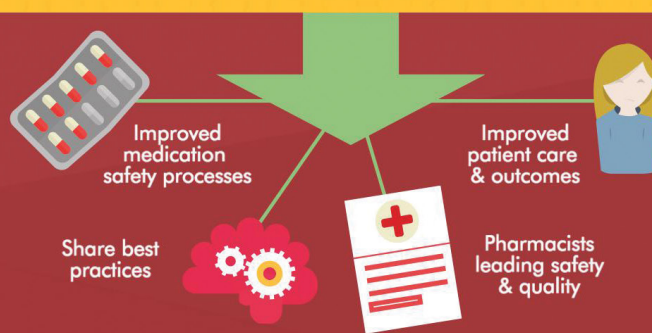 Improved
medication
safety processes
Improved
patient care
& outcomes
Share best
practices
Pharmacists
leading safety
& quality